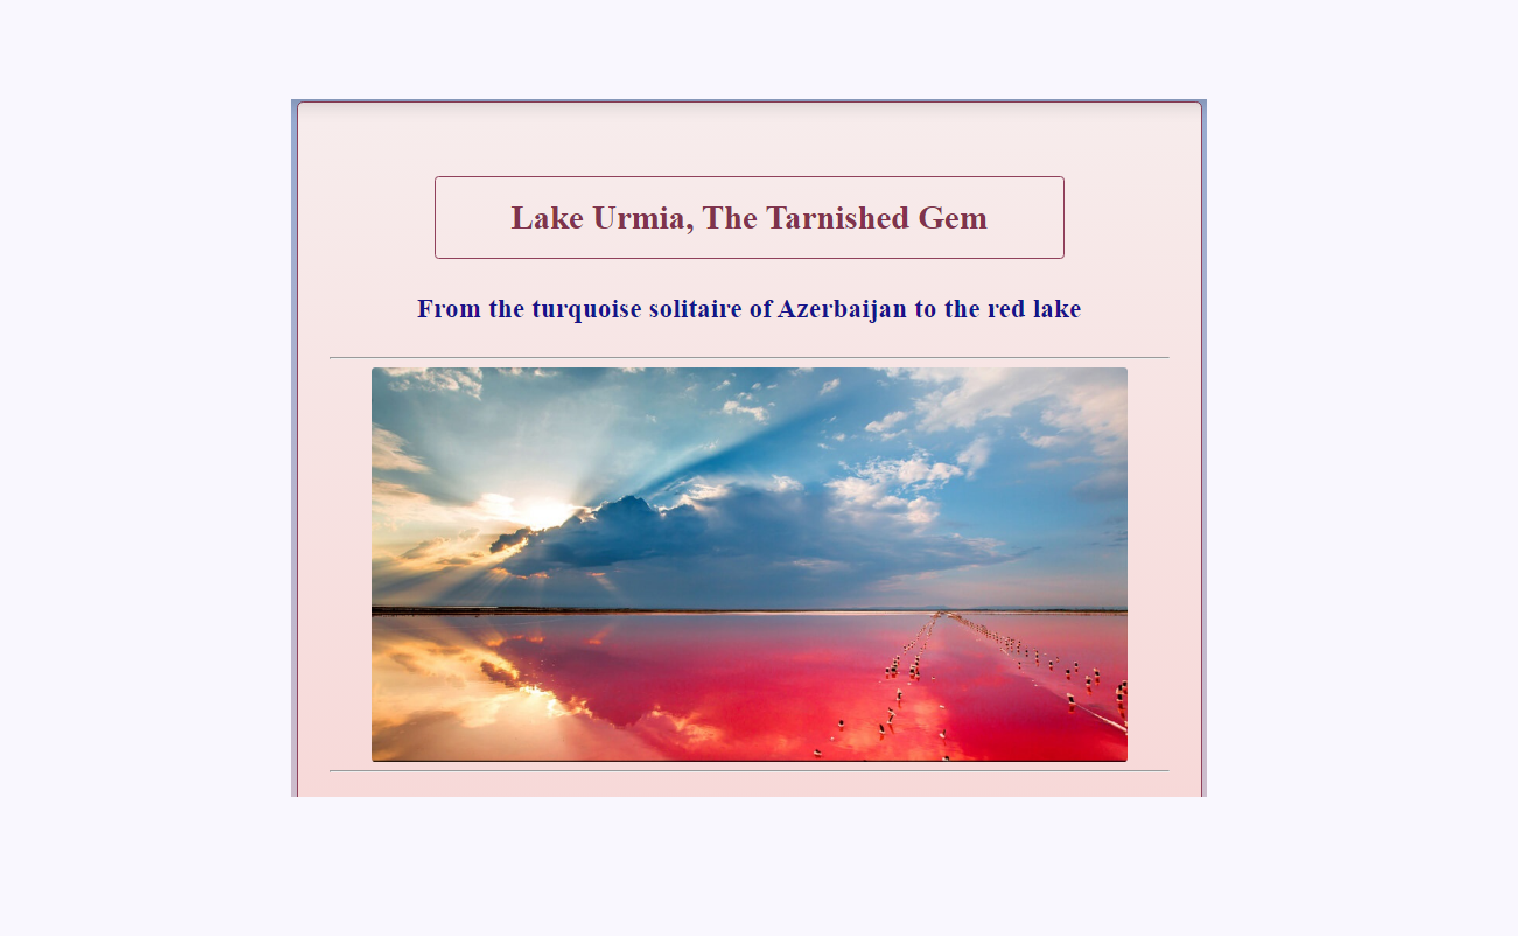 Lake Urmia, The Tarnished Gem
From the turquoise solitaire of Azerbaijan to the red lake